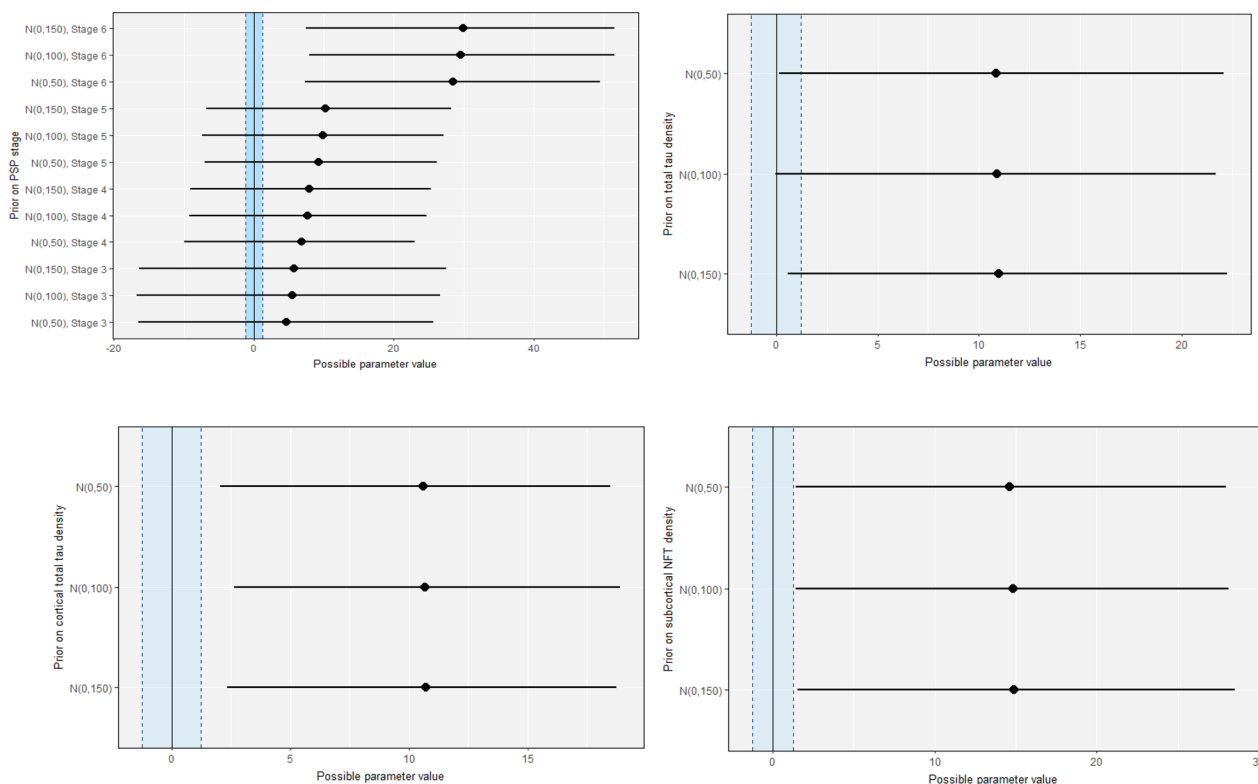 N(0,150), Stage 6
N(0,100), Stage 6
N(0,50), Stage 6
N(0,150), Stage 5
N(0,100), Stage 5
N(0,50), Stage 5
N(0,150), Stage 4
N(0,100), Stage 4
N(0,50), Stage 4
N(0,150), Stage 3
N(0,100), Stage 3
N(0,50), Stage 3
Prior on PSP stage
-20 0 20 40
Possible parameter value
N(0,50)
N(0,100)
N(0,150)
Prior on total tau density
0 5 10 15 20
Possible parameter value
N(0,50)
N(0,100)
N(0,150)
Prior on cortical total tau density
0 5 10 15
Possible parameter value
N(0,50)
N(0,100)
N(0,150)
Prior on subcortical NFT density
0 10 20
Possible parameter value